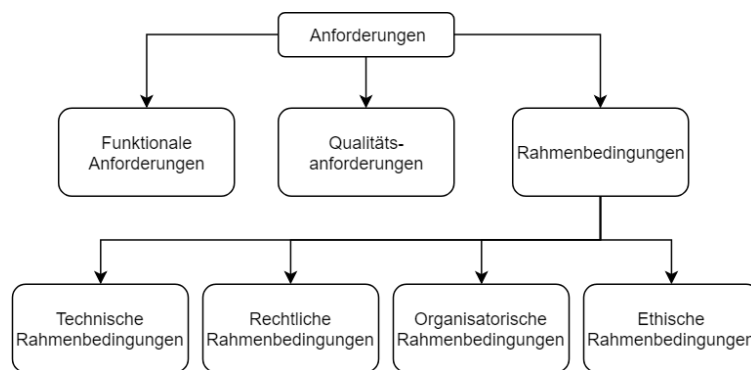 Anforderungen
Funktionale
Anforderungen
Qualitäts-
anforderungen
Rahmenbedingungen
Technische
Rahmenbedingungen
Rechtliche
Rahmenbedingungen
Organisatorische
Rahmenbedingungen
Ethische
Rahmenbedingungen